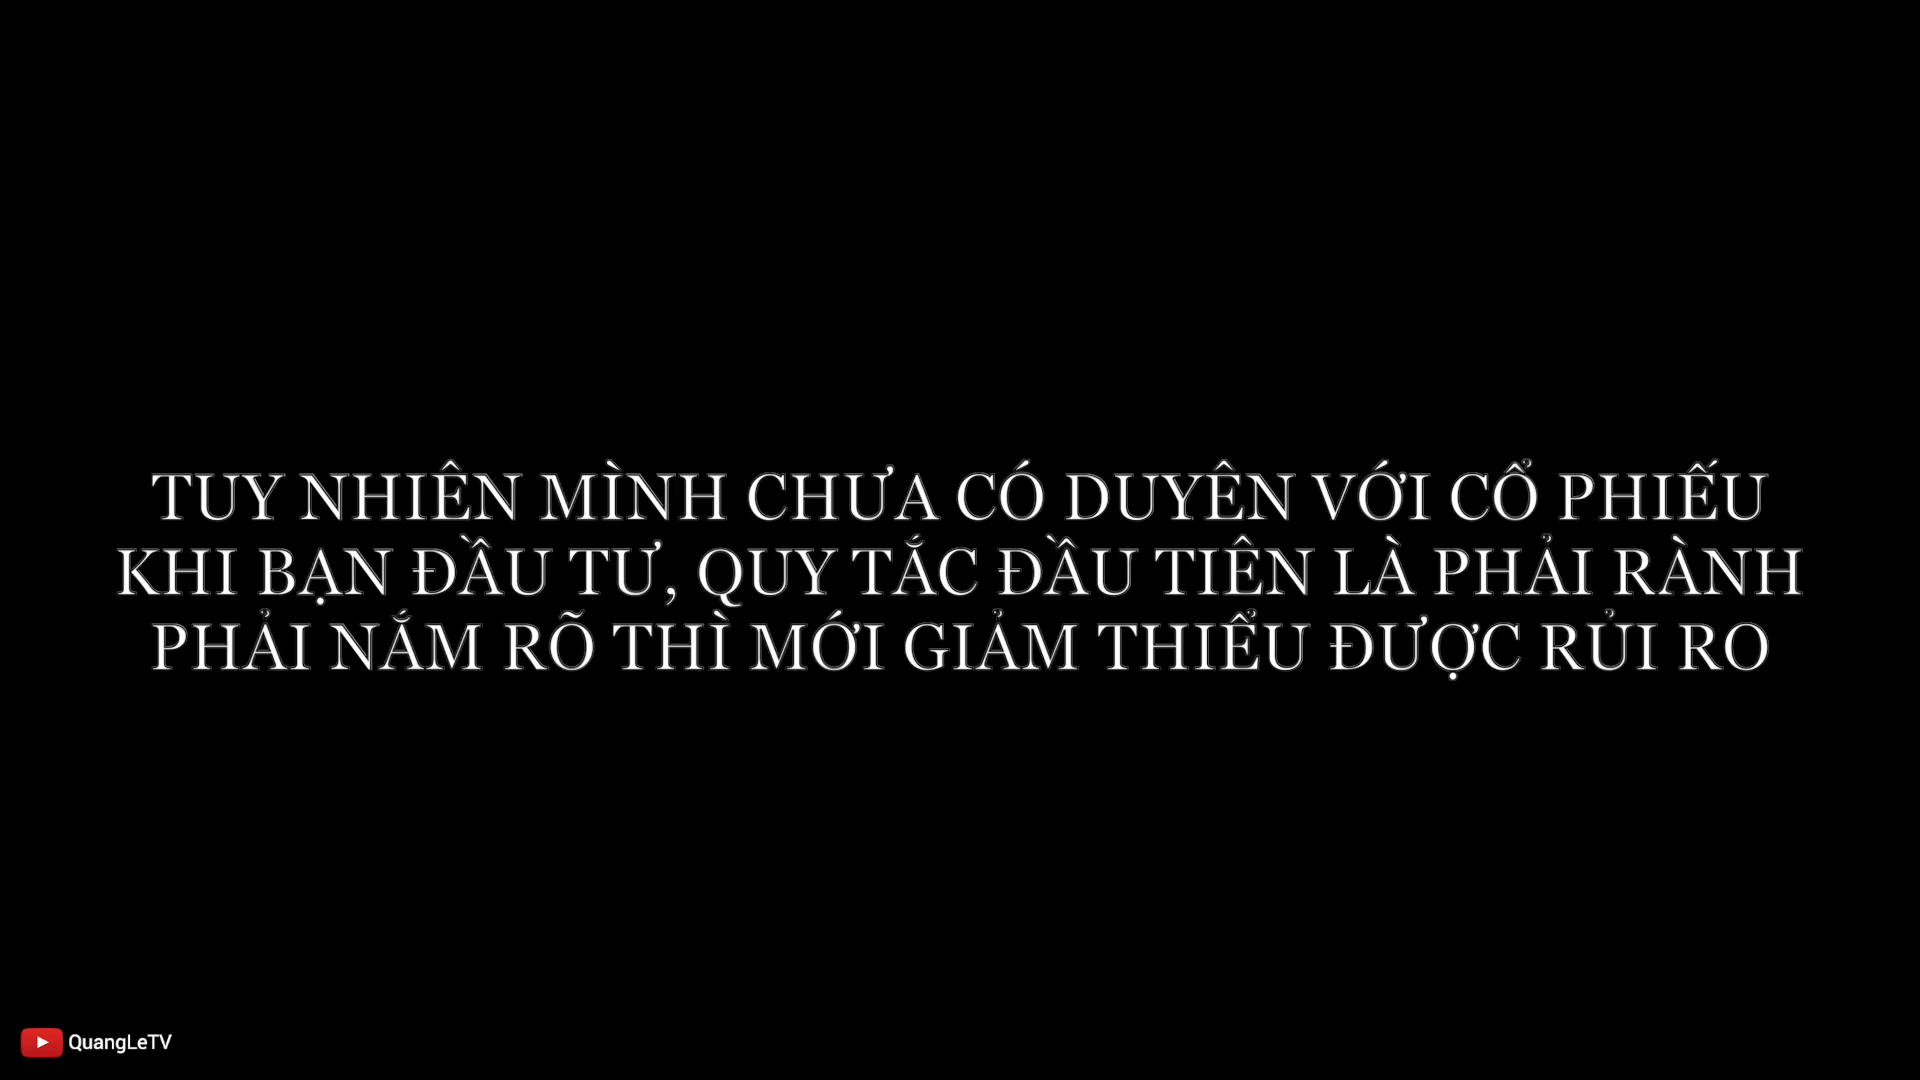 TUY NHIÊN MÌNH CHƯA CÓ DUYÊN VỚI CỔ PHIẾU
KHI BẠN ĐẦU TƯ, QUY TẮC ĐẦU TIÊN LÀ PHẢI RÀNH
PHẢI NẮM RÕ THÌ MỚI GIẢM THIỂU ĐƯỢC RỦI RO
QuangLeTV